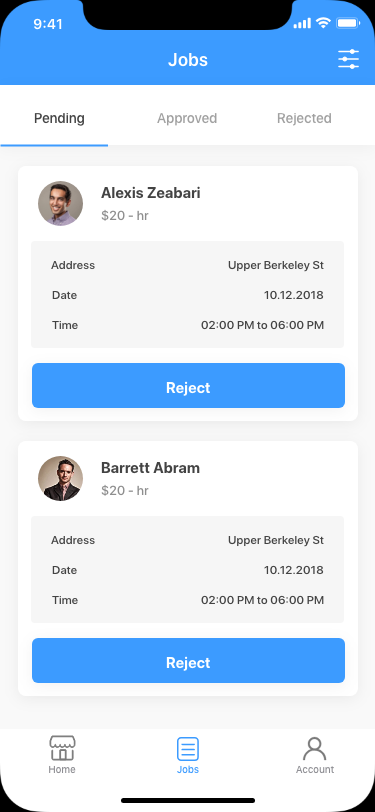 9:41
Jobs
Pending Approved Rejected
Alexis Zeabari
$20 - hr
Address Upper Berkeley St
Date 10.12.2018
Time 02:00 PM to 06:00 PM
Reject
Barrett Abram
$20 - hr
Address Upper Berkeley St
Date 10.12.2018
Time 02:00 PM to 06:00 PM
Reject
Home Jobs Account